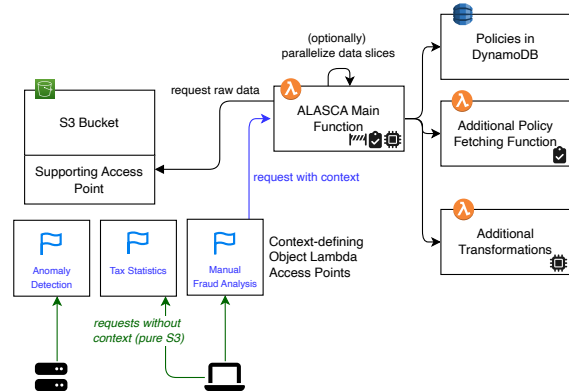 (optionally)
parallelize data slices
Policies in
DynamoDB
request raw data
S3 Bucket
ALASCA Main
Function
Additional Policy
Fetching Function
Supporting Access
Point
request with context
Anomaly
Detection
Tax Statistics
Manual
Fraud Analysis
Context-defining
Object Lambda
Access Points
Additional
Transformations
requests without
context (pure S3)